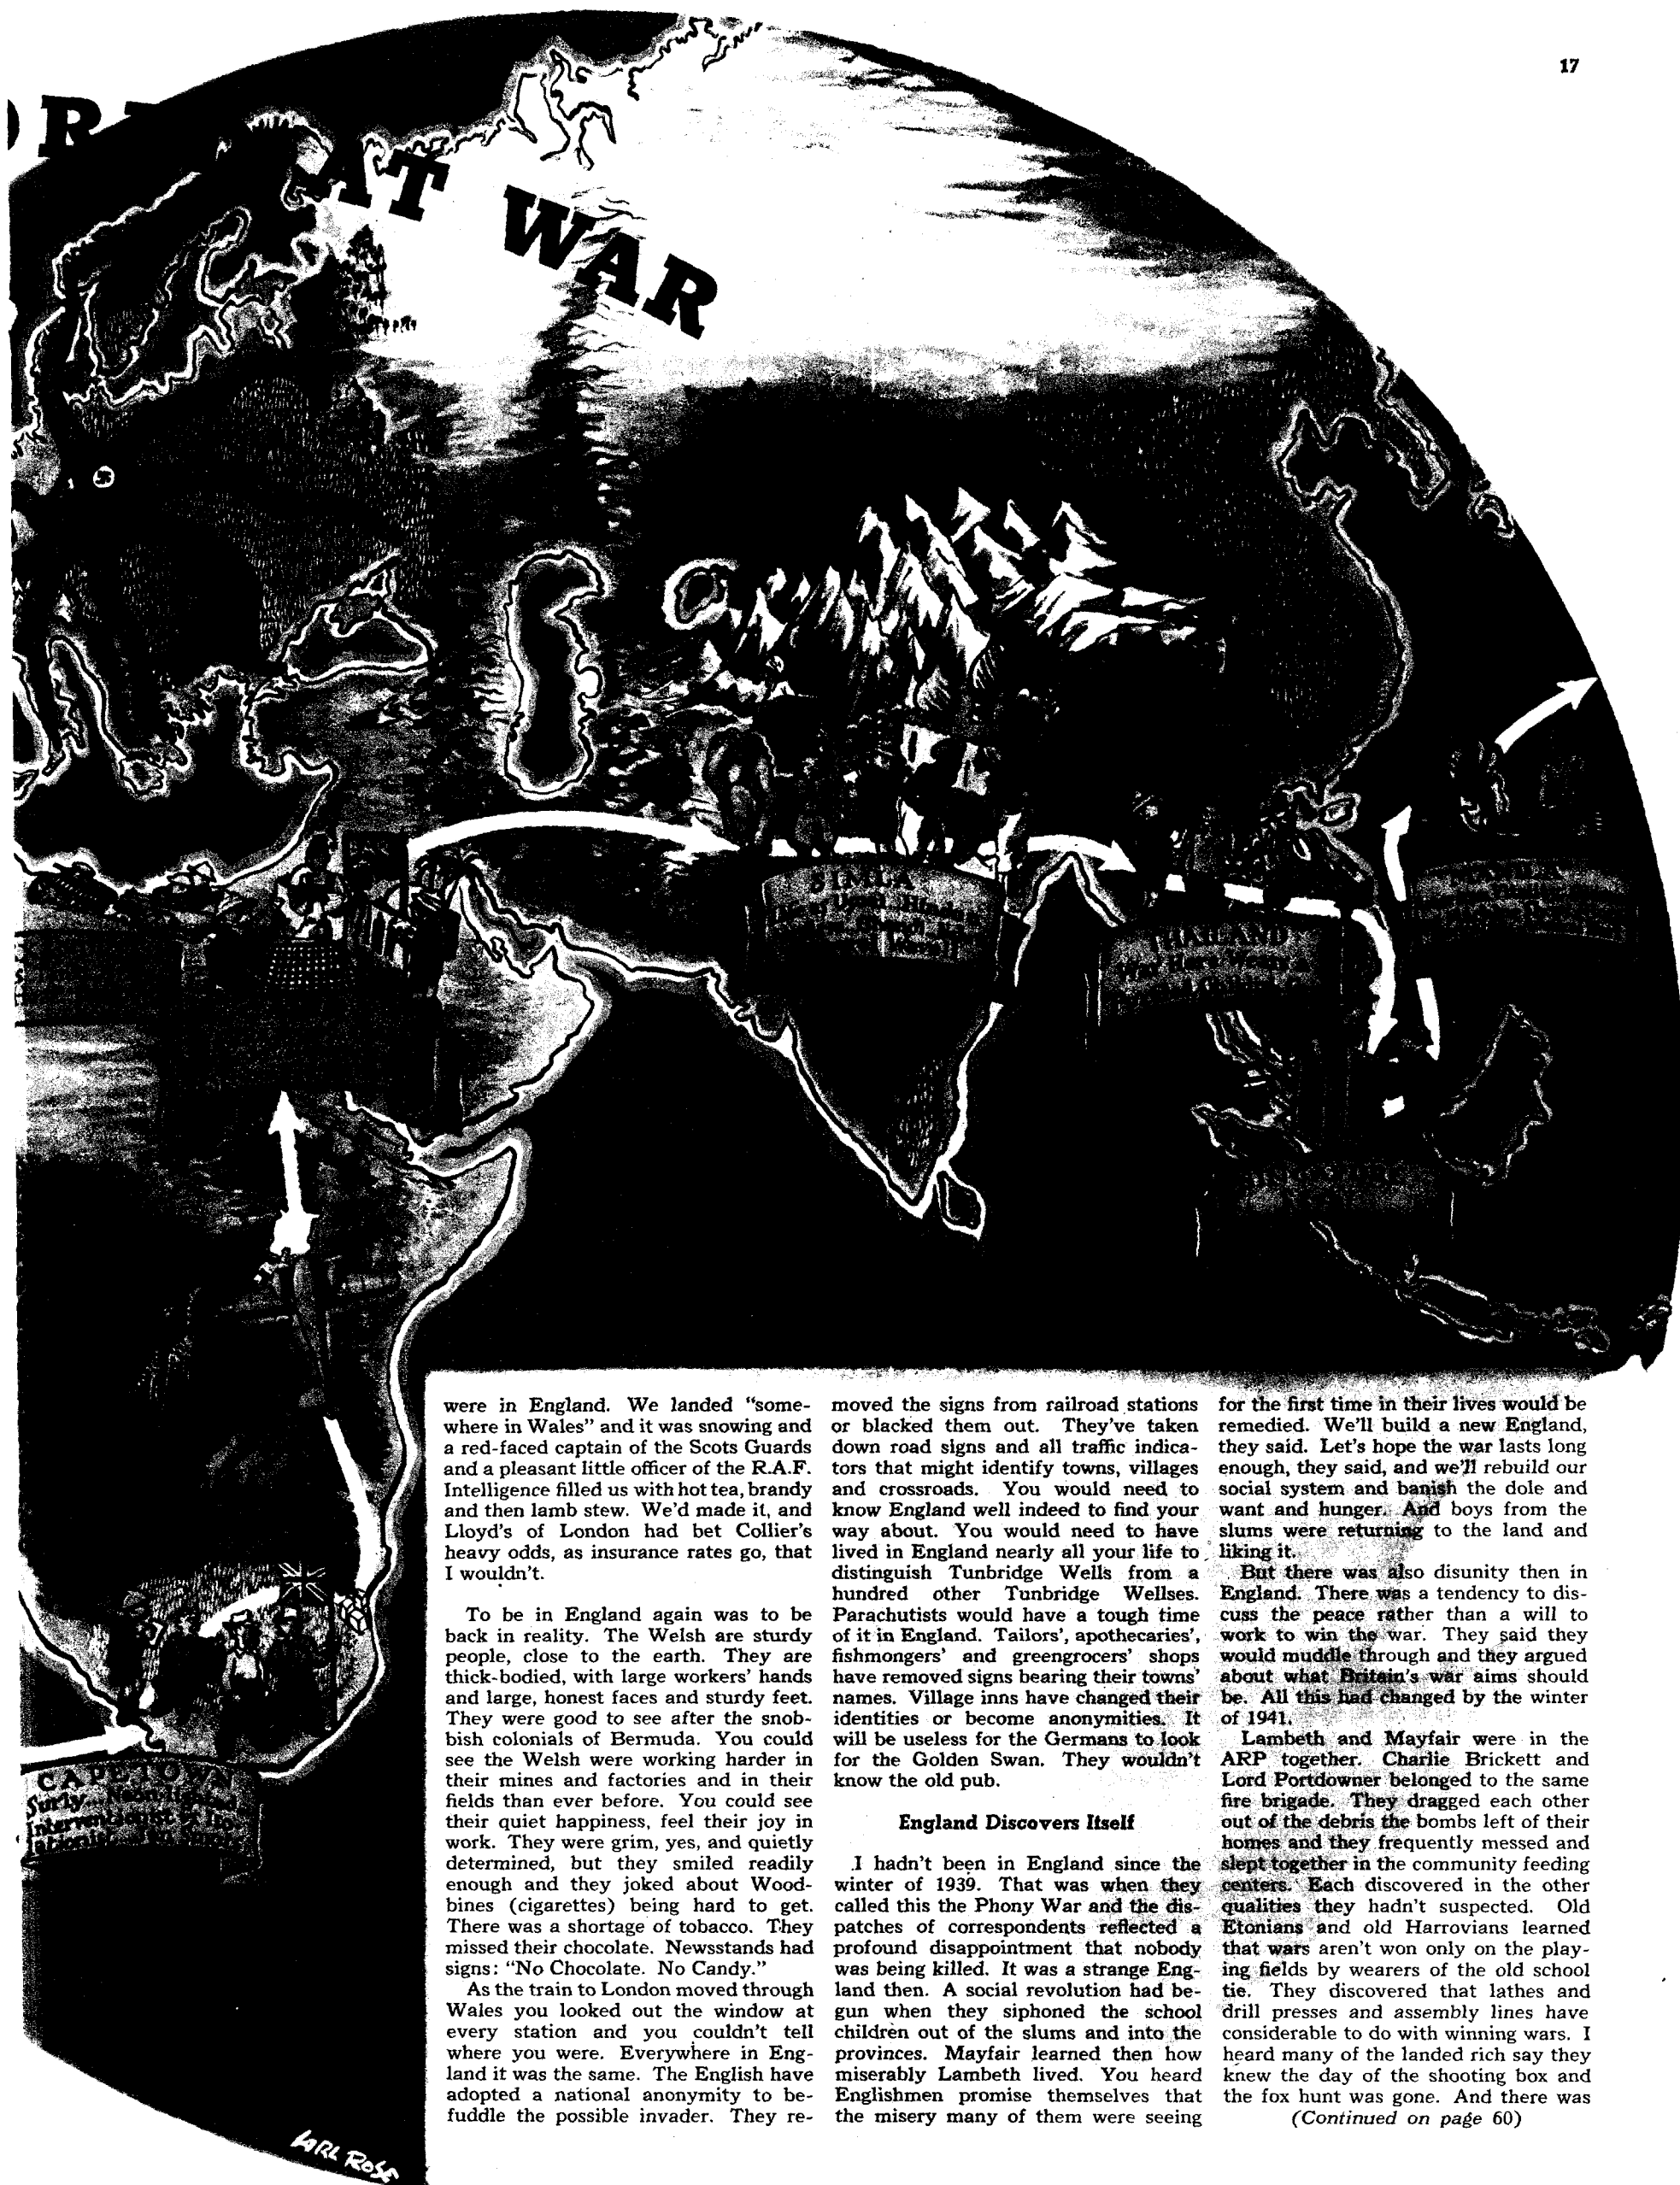 17
AT WAR
SIMLA
THAILAND
War Hero Weary of
CAPETOWN
Surly, Neon-lighted.
Interventionist & Iso-
KARL ROSE
were in England. We landed "some-
where in Wales" and it was snowing and
a red-faced captain of the Scots Guards
and a pleasant little officer of the R.A.F.
Intelligence filled us with hot tea, brandy
and then lamb stew. We'd made it, and
Lloyd's of London had bet Collier's
heavy odds, as insurance rates go, that
I wouldn't.
To be in England again was to be
back in reality. The Welsh are sturdy
people, close to the earth. They are
thick-bodied, with large workers' hands
and large, honest faces and sturdy feet.
They were good to see after the snob-
bish colonials of Bermuda. You could
see the Welsh were working harder in
their mines and factories and in their
fields than ever before. You could see
their quiet happiness, feel their joy in
work. They were grim, yes, and quietly
determined, but they smiled readily
enough and they joked about Wood-
bines (cigarettes) being hard to get.
There was a shortage of tobacco. They
missed their chocolate. Newsstands had
signs: "No Chocolate. No Candy."
As the train to London moved through
Wales you looked out the window at
every station and you couldn't tell
where you were. Everywhere in Eng-
land it was the same. The English have
adopted a national anonymity to be-
fuddle the possible invader. They re-
moved the signs from railroad stations
or blacked them out. They've taken
down road signs and all traffic indica-
tors that might identify towns, villages
and crossroads. You would need to
know England well indeed to find your
way about. You would need to have
lived in England nearly all your life to
distinguish Tunbridge Wells from a
hundred other Tunbridge Wellses.
Parachutists would have a tough time
of it in England. Tailors', apothecaries',
fishmongers' and greengrocers' shops
have removed signs bearing their towns'
names. Village inns have changed their
identities or become anonymities. It
will be useless for the Germans to look
for the Golden Swan. They wouldn't
know the old pub.
England Discovers Itself
I hadn't been in England since the
winter of 1939. That was when they
called this the Phony War and the dis-
patches of correspondents reflected a
profound disappointment that nobody
was being killed. It was a strange Eng-
land then. A social revolution had be-
gun when they siphoned the school
children out of the slums and into the
provinces. Mayfair learned then how
miserably Lambeth lived. You heard
Englishmen promise themselves that
the misery many of them were seeing
for the first time in their lives would be
remedied. We'll build a new England,
they said. Let's hope the war lasts long
enough, they said, and we'll rebuild our
social system and banish the dole and
want and hunger. And boys from the
slums were returning to the land and
liking it.
But there was also disunity then in
England. There was a tendency to dis-
cuss the peace rather than a will to
work to win the war. They said they
would muddle through and they argued
about what Britain's war aims should
be. All this had changed by the winter
of 1941.
Lambeth and Mayfair were in the
ARP together. Charlie Brickett and
Lord Portdowner belonged to the same
fire brigade. They dragged each other
out of the debris the bombs left of their
homes and they frequently messed and
slept together in the community feeding
centers. Each discovered in the other
qualities they hadn't suspected. Old
Etonians and old Harrovians learned
that wars aren't won only on the play-
ing fields by wearers of the old school
tie. They discovered that lathes and
drill presses and assembly lines have
considerable to do with winning wars. I
heard many of the landed rich say they
knew the day of the shooting box and
the fox hunt was gone. And there was
(Continued on page 60)